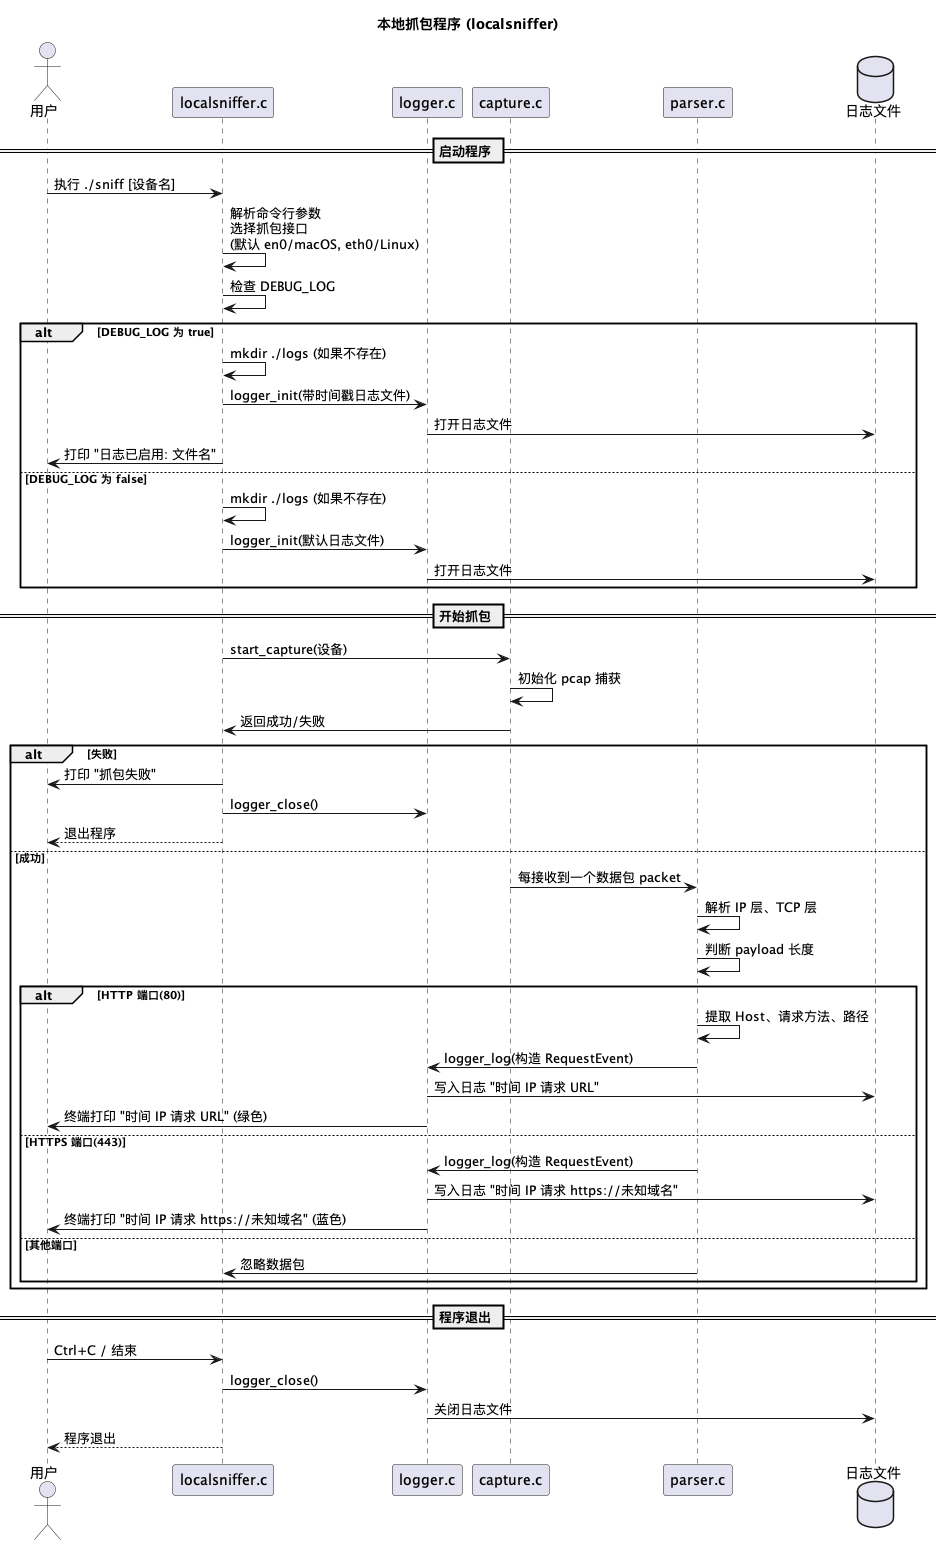 本地抓包程序 (localsniffer)
用户
localsniffer.c
logger.c
capture.c
parser.c
日志文件
启动程序
执行 ./sniff [设备名]
解析命令行参数
选择抓包接口
(默认 en0/macOS, eth0/Linux)
检查 DEBUG_LOG
alt
[DEBUG_LOG 为 true]
mkdir ./logs (如果不存在)
logger_init(带时间戳日志文件)
打开日志文件
打印 "日志已启用: 文件名"
[DEBUG_LOG 为 false]
mkdir ./logs (如果不存在)
logger_init(默认日志文件)
打开日志文件
开始抓包
start_capture(设备)
初始化 pcap 捕获
返回成功/失败
alt
[失败]
打印 "抓包失败"
logger_close()
退出程序
[成功]
每接收到一个数据包 packet
解析 IP 层、TCP 层
判断 payload 长度
alt
[HTTP 端口(80)]
提取 Host、请求方法、路径
logger_log(构造 RequestEvent)
写入日志 "时间 IP 请求 URL"
终端打印 "时间 IP 请求 URL" (绿色)
[HTTPS 端口(443)]
logger_log(构造 RequestEvent)
写入日志 "时间 IP 请求 https://未知域名"
终端打印 "时间 IP 请求 https://未知域名" (蓝色)
[其他端口]
忽略数据包
程序退出
Ctrl+C / 结束
logger_close()
关闭日志文件
程序退出
用户
localsniffer.c
logger.c
capture.c
parser.c
日志文件